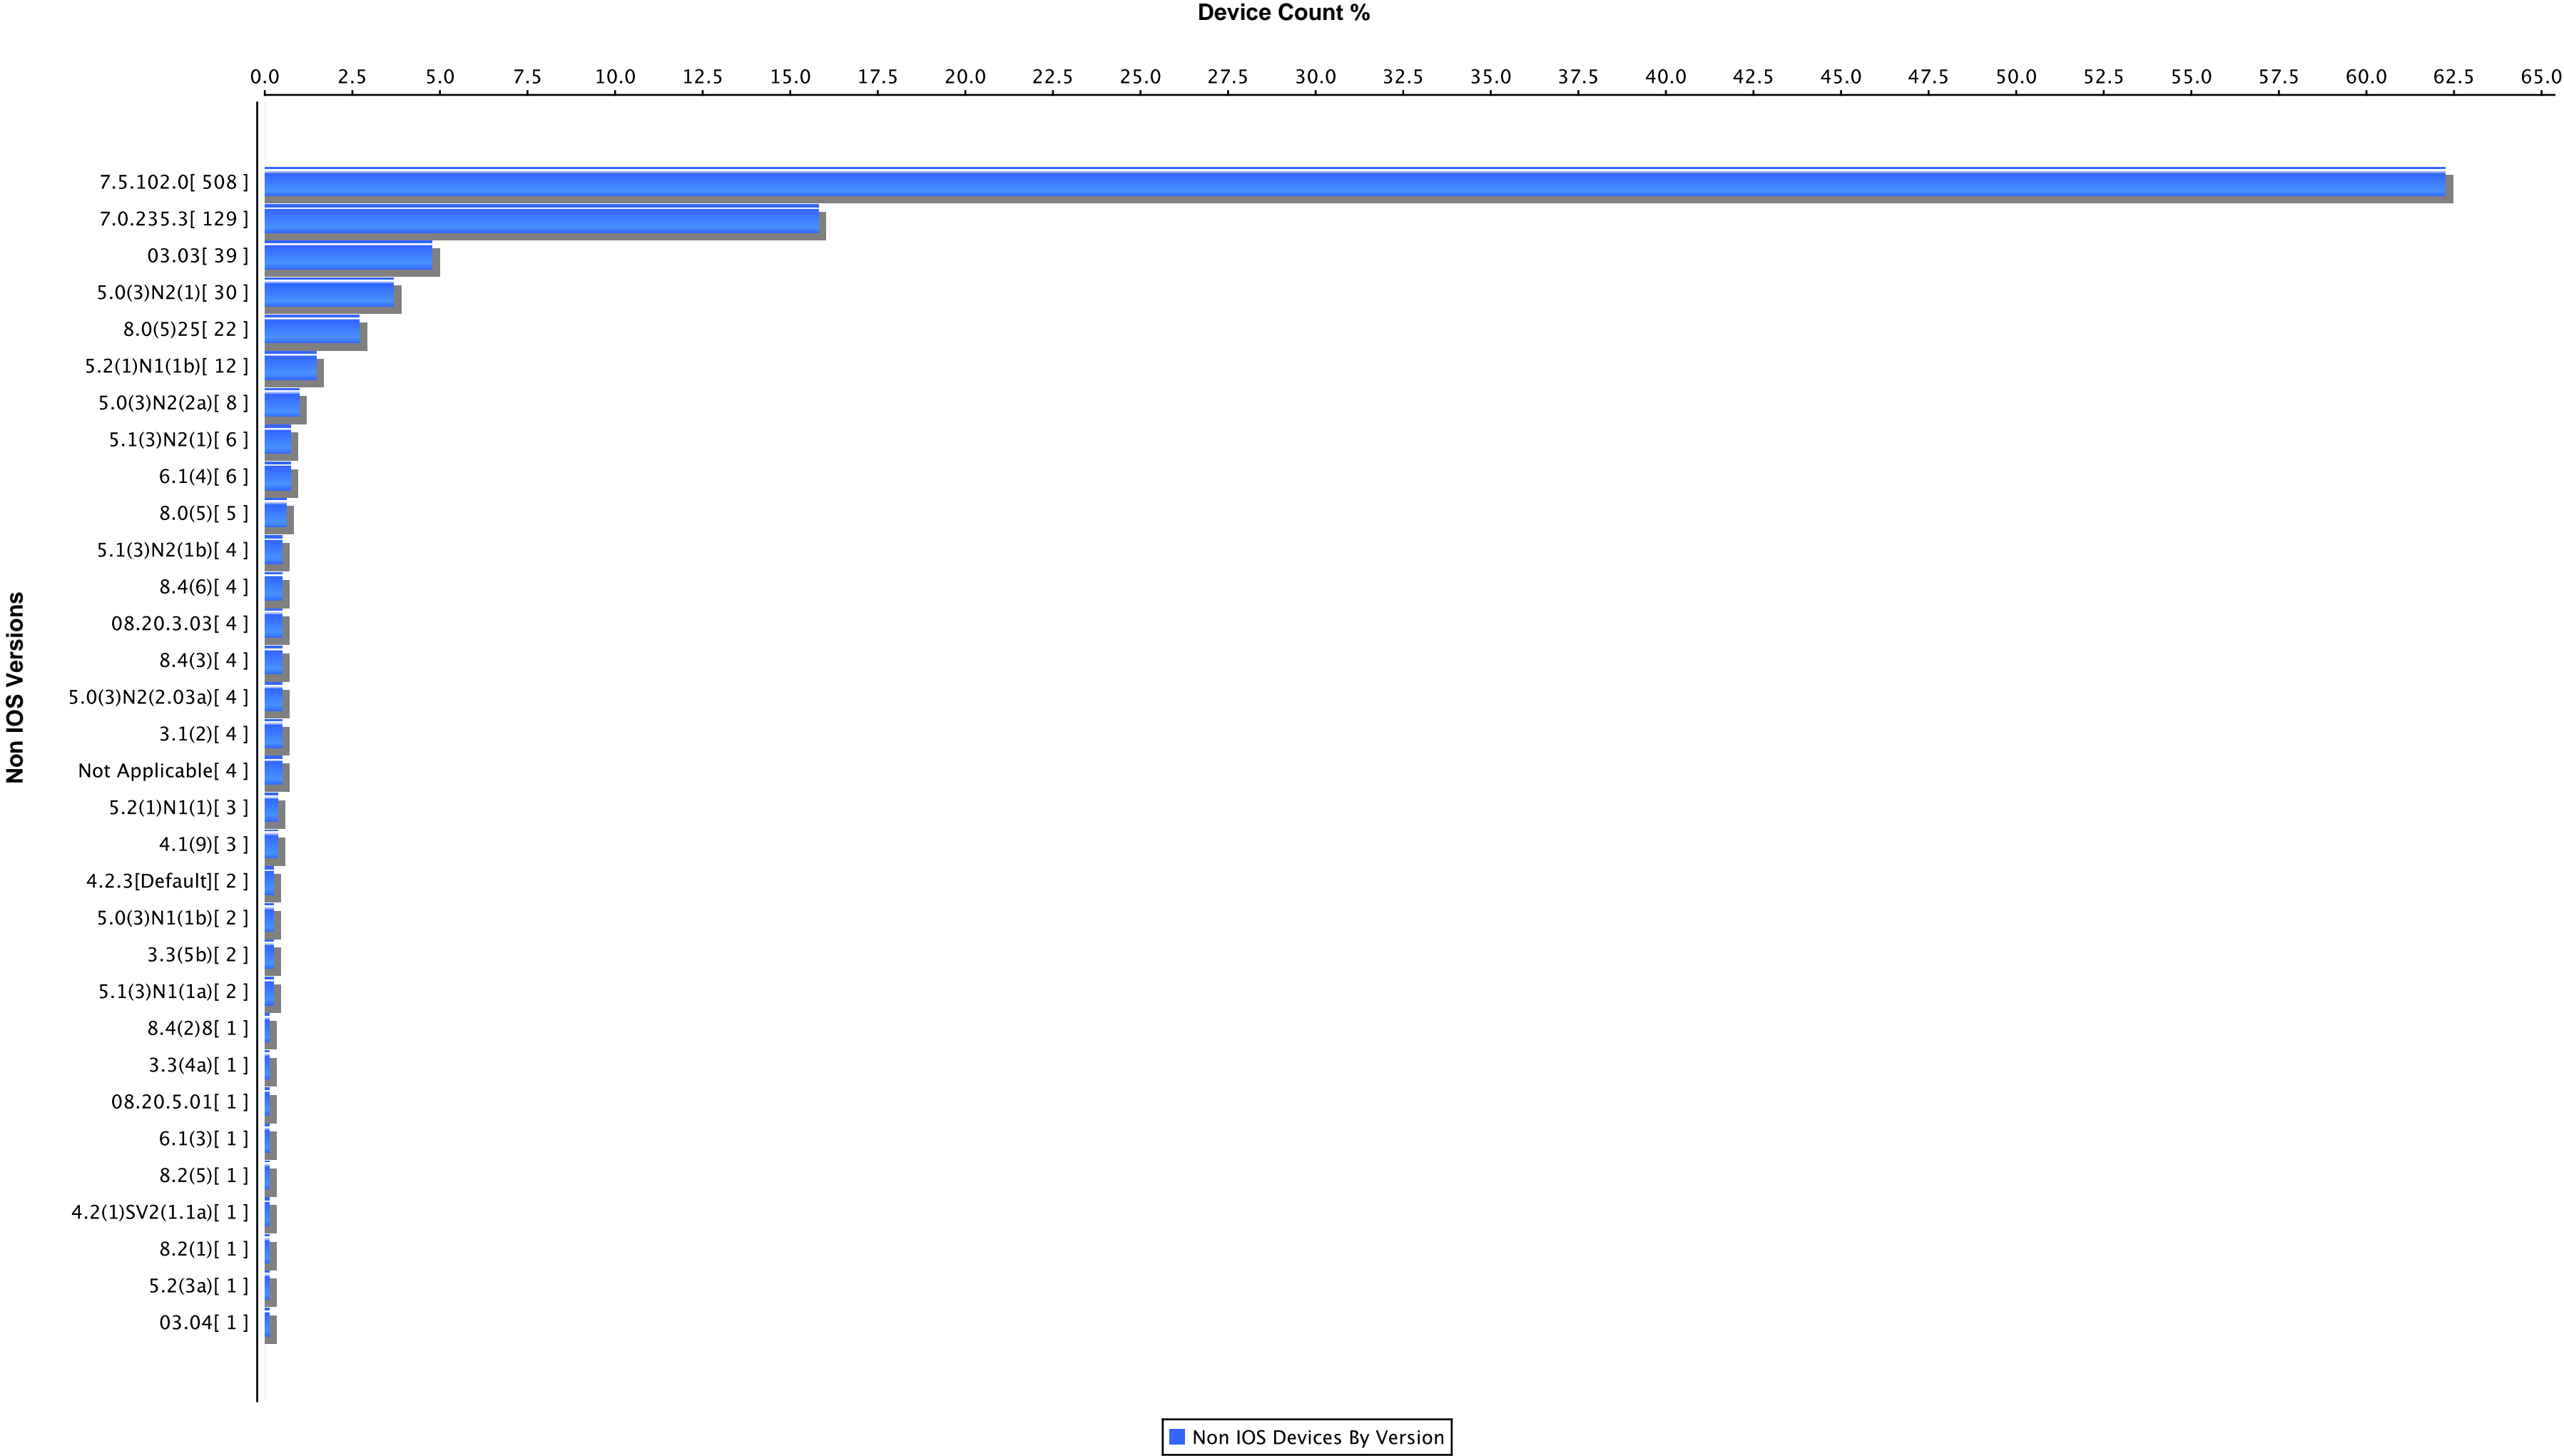 Device Count %
0.0 2.5 5.0 7.5 10.0 12.5 15.0 17.5 20.0 22.5 25.0 27.5 30.0 32.5 35.0 37.5 40.0 42.5 45.0 47.5 50.0 52.5 55.0 57.5 60.0 62.5 65.0
Non IOS Versions
7.5.102.0[ 508 ]
7.0.235.3[ 129 ]
03.03[ 39 ]
5.0(3)N2(1)[ 30 ]
8.0(5)25[ 22 ]
5.2(1)N1(1b)[ 12 ]
5.0(3)N2(2a)[ 8 ]
5.1(3)N2(1)[ 6 ]
6.1(4)[ 6 ]
8.0(5)[ 5 ]
5.1(3)N2(1b)[ 4 ]
8.4(6)[ 4 ]
08.20.3.03[ 4 ]
8.4(3)[ 4 ]
5.0(3)N2(2.03a)[ 4 ]
3.1(2)[ 4 ]
Not Applicable[ 4 ]
5.2(1)N1(1)[ 3 ]
4.1(9)[ 3 ]
4.2.3[Default][ 2 ]
5.0(3)N1(1b)[ 2 ]
3.3(5b)[ 2 ]
5.1(3)N1(1a)[ 2 ]
8.4(2)8[ 1 ]
3.3(4a)[ 1 ]
08.20.5.01[ 1 ]
6.1(3)[ 1 ]
8.2(5)[ 1 ]
4.2(1)SV2(1.1a)[ 1 ]
8.2(1)[ 1 ]
5.2(3a)[ 1 ]
03.04[ 1 ]
Non IOS Devices By Version